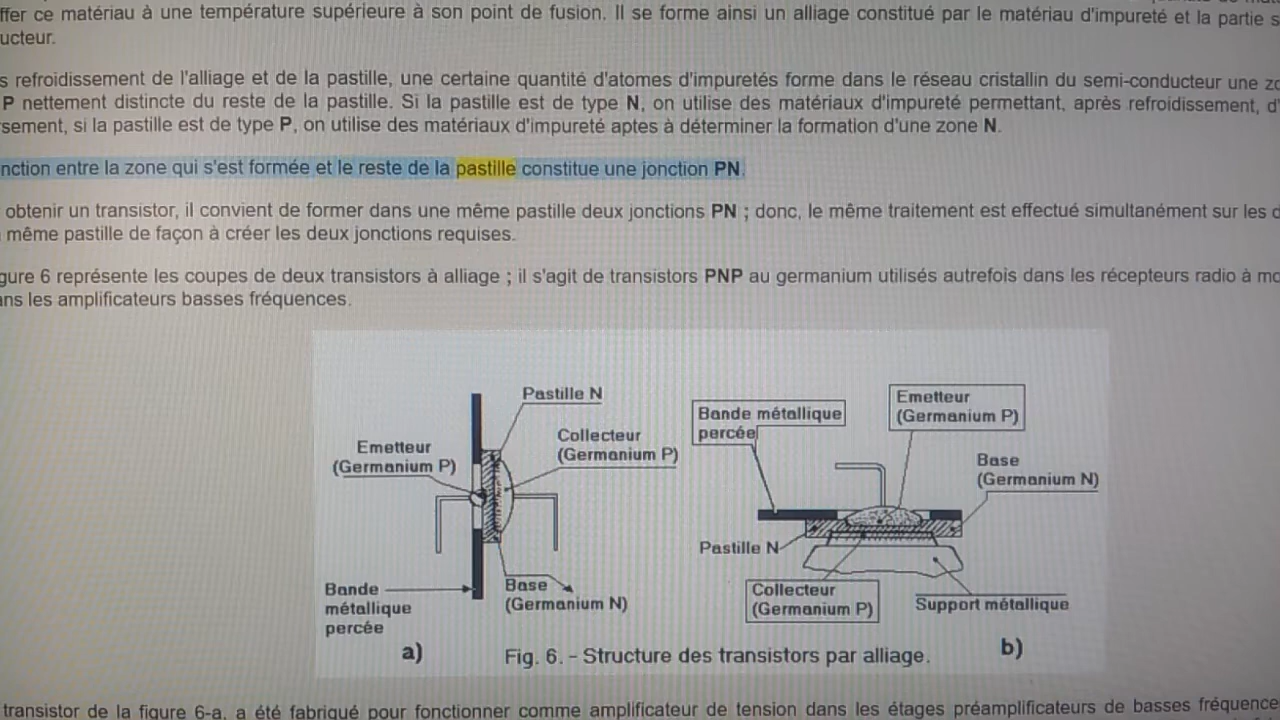 ffer ce matériau à une température supérieure à son point de fusion. Il se forme ainsi un alliage constitué par le matériau d'impureté et la partie s
ucteur.
s refroidissement de l'alliage et de la pastille, une certaine quantité d'atomes d'impuretés forme dans le réseau cristallin du semi-conducteur une zo
P nettement distincte du reste de la pastille. Si la pastille est de type N, on utilise des matériaux d'impureté permettant, après refroidissement, d'
rsement, si la pastille est de type P, on utilise des matériaux d'impureté aptes à déterminer la formation d'une zone N.
nction entre la zone qui s'est formée et le reste de la pastille constitue une jonction PN.
obtenir un transistor, il convient de former dans une même pastille deux jonctions PN ; donc, le même traitement est effectué simultanément sur les d
même pastille de façon à créer les deux jonctions requises.
gure 6 représente les coupes de deux transistors à alliage ; il s'agit de transistors PNP au germanium utilisés autrefois dans les récepteurs radio à mo
ans les amplificateurs basses fréquences.
Pastille N
Emetteur
(Germanium P)
Collecteur
(Germanium P)
Bande
métallique
percée
Base
(Germanium N)
a)
Bande métallique
percée
Emetteur
(Germanium P)
Base
(Germanium N)
Pastille N
Collecteur
(Germanium P)
Support métallique
b)
Fig. 6. - Structure des transistors par alliage.
transistor de la figure 6-a, a été fabriqué pour fonctionner comme amplificateur de tension dans les étages préamplificateurs de basses fréquence